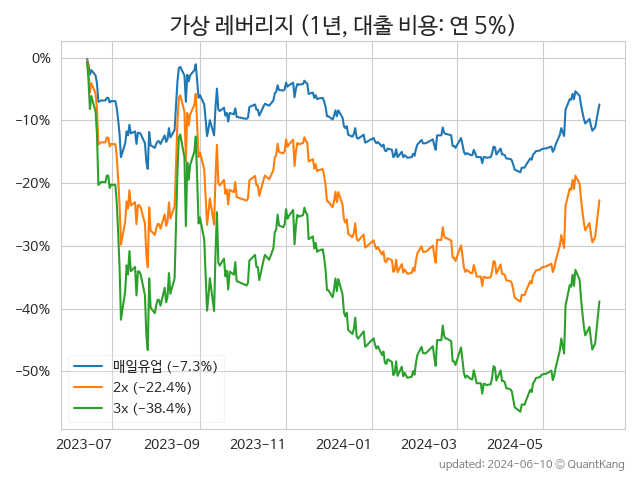 가상 레버리지 (1년, 대출 비용: 연 5%)
0%
−10%
−20%
−30%
−40%
−50%
매일유업 (−7.3%)
2x (−22.4%)
3x (−38.4%)
2023-07
2023-09
2023-11
2024-01
2024-03
2024-05
updated: 2024-06-10 © QuantKang